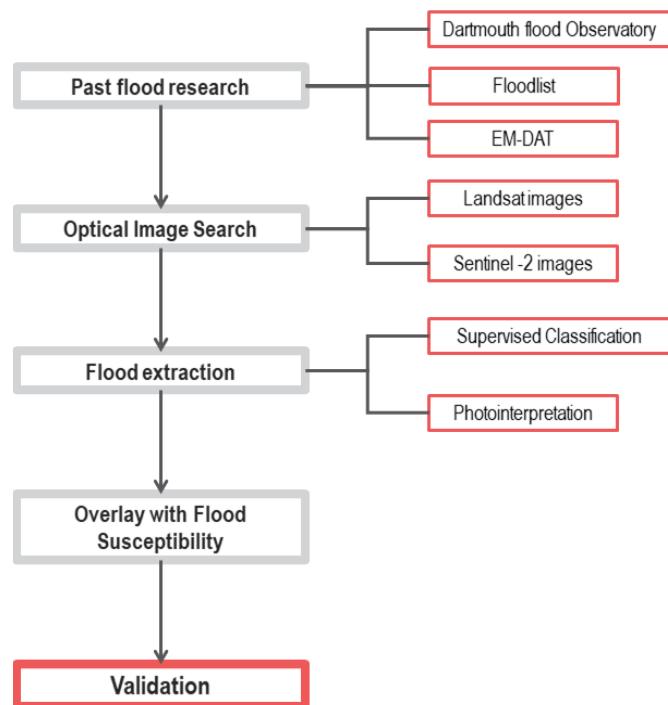 Dartmouth flood Observatory
Past flood research
Floodlist
EM-DAT
Landsat images
Optical Image Search
Sentinel -2 images
Supervised Classification
Flood extraction
Photointerpretation
Overlay with Flood
Susceptibility
Validation